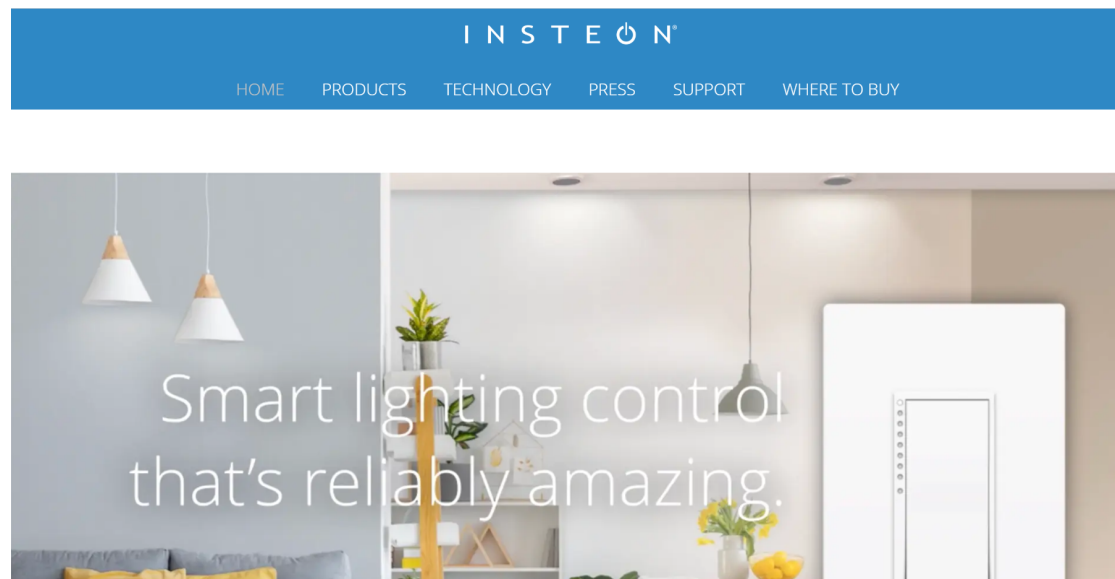 INSTEON®
HOME PRODUCTS TECHNOLOGY PRESS SUPPORT WHERE TO BUY
Smart lighting control
that's reliably amazing.